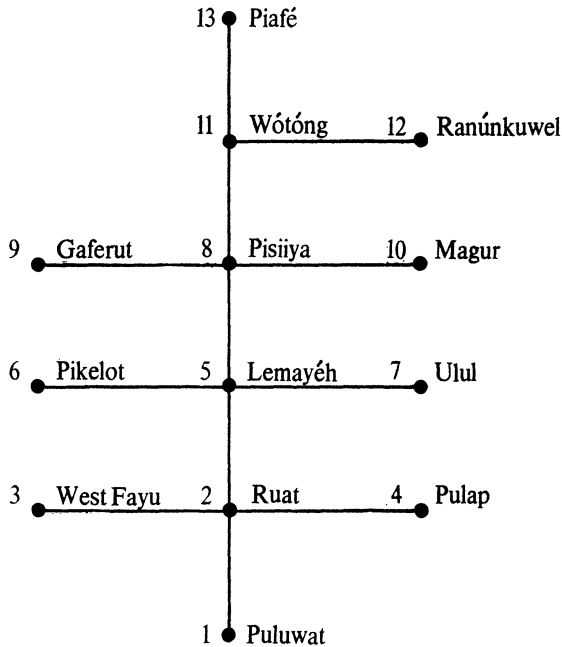 13 Piafé
11 Wótóng 12 Ranúnkuwel
9 Gaferut 8 Pisiiya 10 Magur
6 Pikelot 5 Lemayéh 7 Ulul
3 West Fayu 2 Ruat 4 Pulap
1 Puluwat